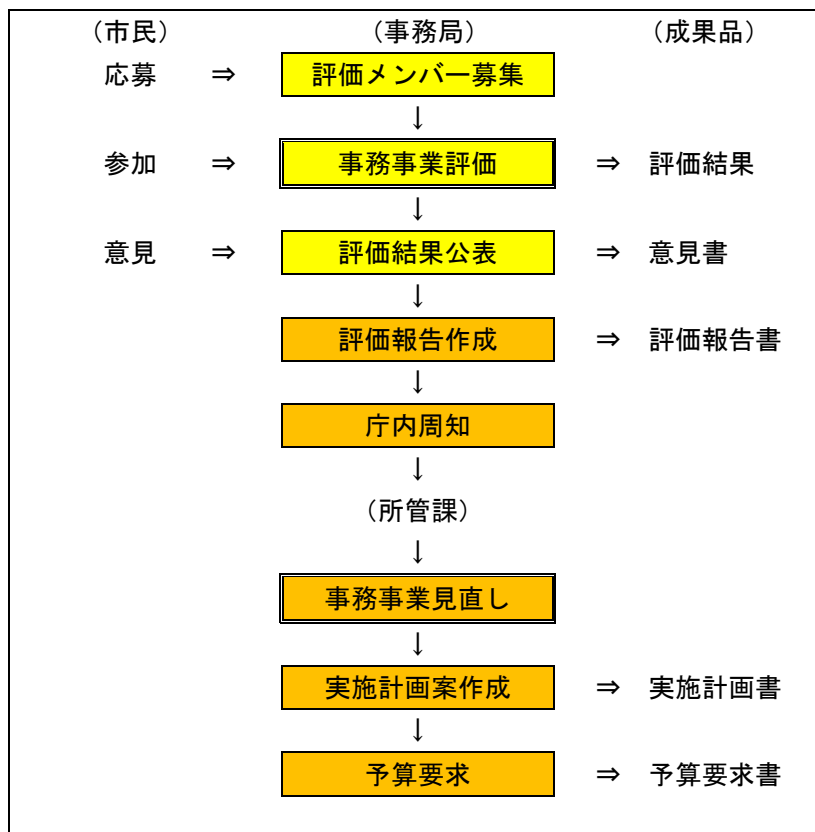 （市民） （事務局） （成果品）
応募 ⇒ 評価メンバー募集
↓
参加 ⇒ 事務事業評価 ⇒ 評価結果
↓
意見 ⇒ 評価結果公表 ⇒ 意見書
↓
評価報告作成 ⇒ 評価報告書
↓
庁内周知
↓
（所管課）
↓
事務事業見直し
↓
実施計画案作成 ⇒ 実施計画書
↓
予算要求 ⇒ 予算要求書